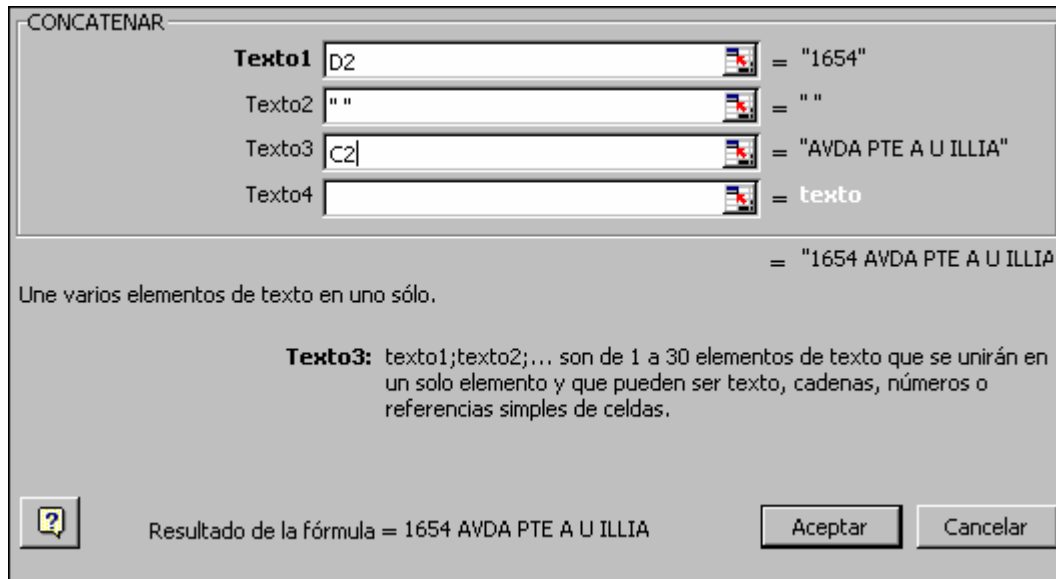 CONCATENAR
Texto1 D2 = "1654"
Texto2 " " = " "
Texto3 C2 = "AVDA PTE A U ILLIA"
Texto4 = texto
= "1654 AVDA PTE A U ILLIA
Une varios elementos de texto en uno sólo.
Texto3: texto1;texto2;... son de 1 a 30 elementos de texto que se unirán en
un solo elemento y que pueden ser texto, cadenas, números o
referencias simples de celdas.
? Resultado de la fórmula = 1654 AVDA PTE A U ILLIA Aceptar Cancelar